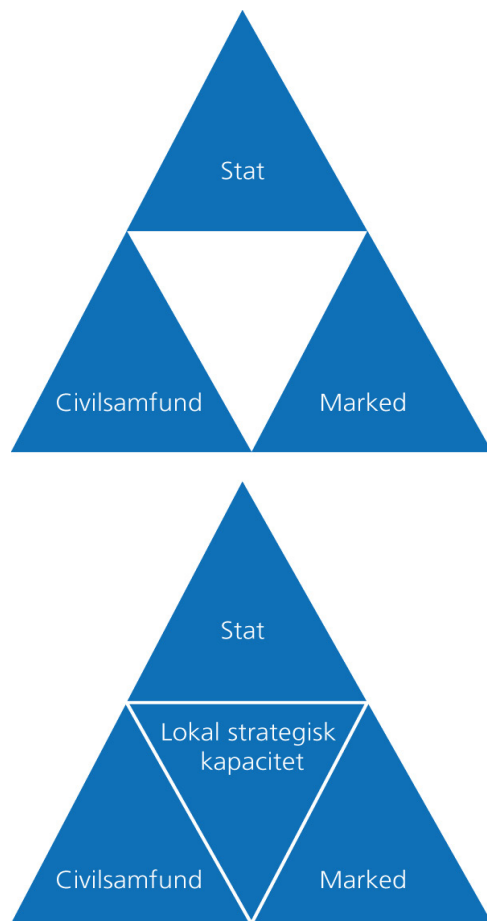 Stat
Civilsamfund
Marked
Stat
Lokal strategisk
kapacitet
Civilsamfund
Marked